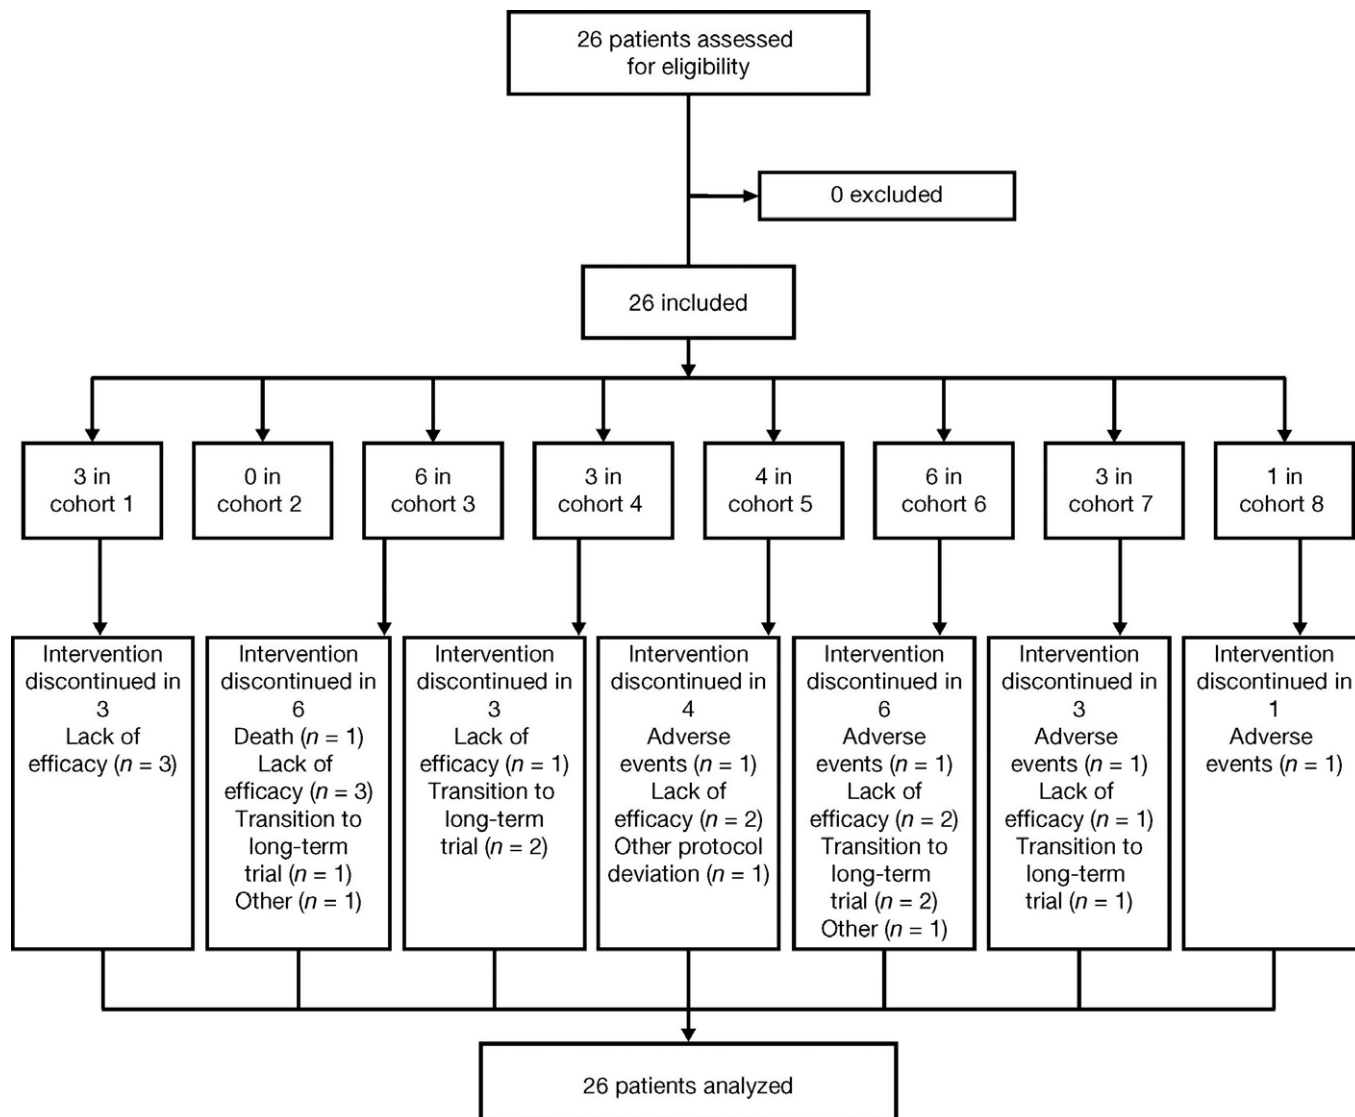 26 patients assessed
for eligibility
0 excluded
26 included
3 in
cohort 1
0 in
cohort 2
6 in
cohort 3
3 in
cohort 4
4 in
cohort 5
6 in
cohort 6
3 in
cohort 7
1 in
cohort 8
Intervention
discontinued in
3
Lack of
efficacy (n = 3)
Intervention
discontinued in
6
Death (n = 1)
Lack of
efficacy (n = 3)
Transition to
long-term
trial (n = 1)
Other (n = 1)
Intervention
discontinued in
3
Lack of
efficacy (n = 1)
Transition to
long-term
trial (n = 2)
Intervention
discontinued in
4
Adverse
events (n = 1)
Lack of
efficacy (n = 2)
Other protocol
deviation (n = 1)
Intervention
discontinued in
6
Adverse
events (n = 1)
Lack of
efficacy (n = 2)
Transition to
long-term
trial (n = 2)
Other (n = 1)
Intervention
discontinued in
3
Adverse
events (n = 1)
Lack of
efficacy (n = 1)
Transition to
long-term
trial (n = 1)
Intervention
discontinued in
1
Adverse
events (n = 1)
26 patients analyzed